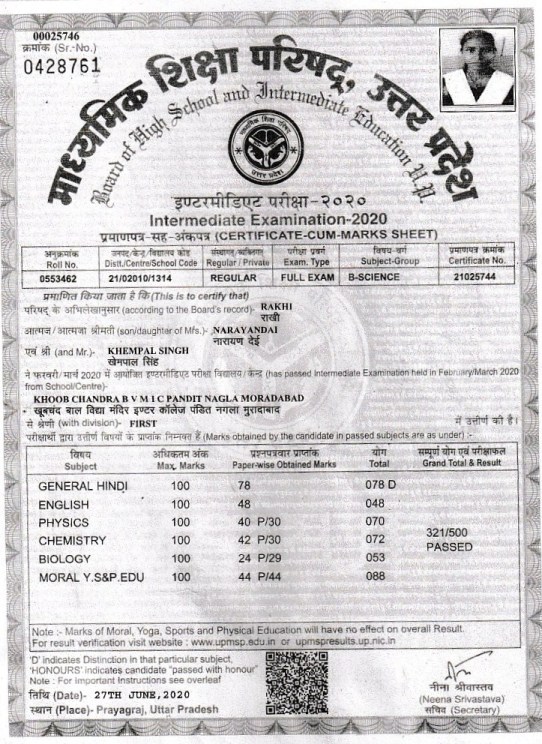 00025746
क्रमांक (Sr.-No.)
0428761
माध्यमिक शिक्षा परिषद्, उत्तर प्रदेश
Board of High School and Intermediate Education U.P.
इण्टरमीडिएट परीक्षा-२०२०
Intermediate Examination-2020
प्रमाणपत्र-सह-अंकपत्र (CERTIFICATE-CUM-MARKS SHEET)
अनुक्रमांक जनपद/केन्द्र/विद्यालय कोड संस्थागत/व्यक्तिगत परीक्षा प्रवर्ग विषय-वर्ग प्रमाणपत्र क्रमांक
Roll No. Distt./Centre/School Code Regular / Private Exam. Type Subject-Group Certificate No.
0553462 21/02010/1314 REGULAR FULL EXAM B-SCIENCE 21025744
प्रमाणित किया जाता है कि (This is to certify that)
परिषद् के अभिलेखानुसार (according to the Board's record)- RAKHI
राखी
आत्मज / आत्मजा श्रीमती (son/daughter of Mrs.)- NARAYANDAI
नारायण देई
एवं श्री (and Mr.)- KHEMPAL SINGH
खेमपाल सिंह
ने फरवरी/मार्च 2020 में आयोजित इण्टरमीडिएट परीक्षा विद्यालय/केन्द्र (has passed Intermediate Examination held in February/March 2020
from School/Centre)-
KHOOB CHANDRA B V M I C PANDIT NAGLA MORADABAD
खूबचंद बाल विद्या मंदिर इण्टर कॉलेज पंडित नगला मुरादाबाद
से श्रेणी (with division)- FIRST में उत्तीर्ण की है।
परीक्षार्थी द्वारा उत्तीर्ण विषयों के प्राप्तांक निम्नवत हैं (Marks obtained by the candidate in passed subjects are as under) :-
विषय अधिकतम अंक प्रश्नपत्रवार प्राप्तांक योग सम्पूर्ण योग एवं परीक्षाफल
Subject Max. Marks Paper-wise Obtained Marks Total Grand Total & Result
GENERAL HINDI 100 78 078 D
ENGLISH 100 48 048
PHYSICS 100 40 P/30 070
CHEMISTRY 100 42 P/30 072 321/500
PASSED
BIOLOGY 100 24 P/29 053
MORAL Y.S&P.EDU 100 44 P/44 088
Note :- Marks of Moral, Yoga, Sports and Physical Education will have no effect on overall Result.
For result verification visit website : www.upmsp.edu.in or upmspresults.up.nic.in
'D' indicates Distinction in that particular subject,
'HONOURS' indicates candidate "passed with honour"
Note : For important Instructions see overleaf
तिथि (Date)- 27TH JUNE, 2020
स्थान (Place)- Prayagraj, Uttar Pradesh
नीना श्रीवास्तव
(Neena Srivastava)
सचिव (Secretary)